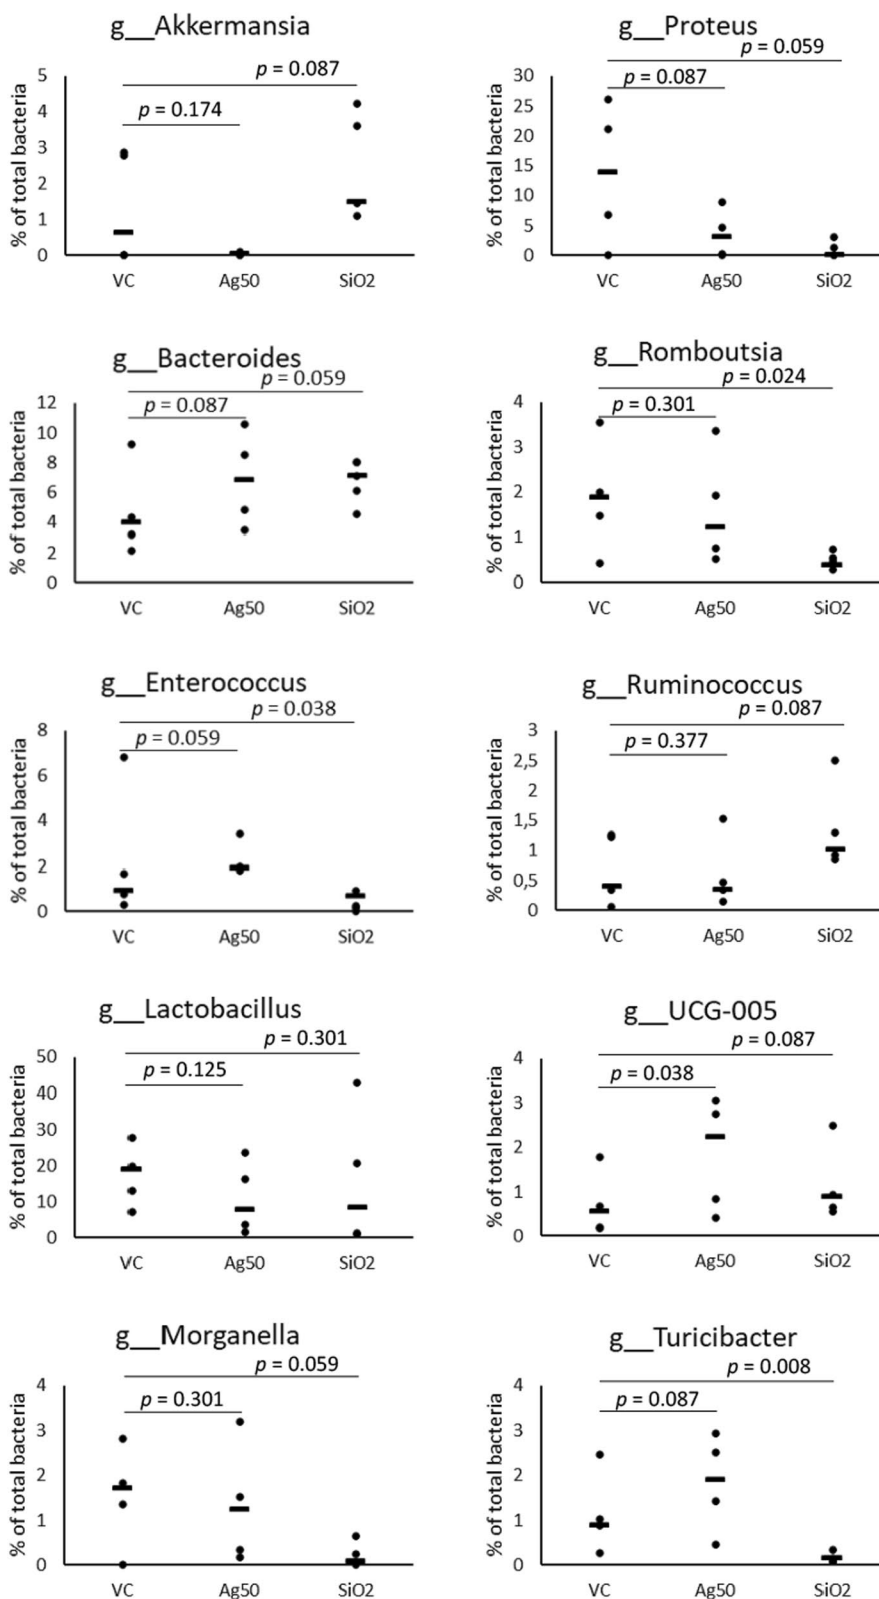 g__Akkermansia
p = 0.087
p = 0.174
% of total bacteria
5
4
3
2
1
0
VC Ag50 SiO2
g__Proteus
p = 0.059
p = 0.087
% of total bacteria
30
25
20
15
10
5
0
VC Ag50 SiO2
g__Bacteroides
p = 0.059
p = 0.087
% of total bacteria
12
10
8
6
4
2
0
VC Ag50 SiO2
g__Romboutsia
p = 0.024
p = 0.301
% of total bacteria
4
3
2
1
0
VC Ag50 SiO2
g__Enterococcus
p = 0.038
p = 0.059
% of total bacteria
8
6
4
2
0
VC Ag50 SiO2
g__Ruminococcus
p = 0.087
p = 0.377
% of total bacteria
3
2,5
2
1,5
1
0,5
0
VC Ag50 SiO2
g__Lactobacillus
p = 0.301
p = 0.125
% of total bacteria
50
40
30
20
10
0
VC Ag50 SiO2
g__UCG-005
p = 0.087
p = 0.038
% of total bacteria
4
3
2
1
0
VC Ag50 SiO2
g__Morganella
p = 0.059
p = 0.301
% of total bacteria
4
3
2
1
0
VC Ag50 SiO2
g__Turicibacter
p = 0.008
p = 0.087
% of total bacteria
4
3
2
1
0
VC Ag50 SiO2